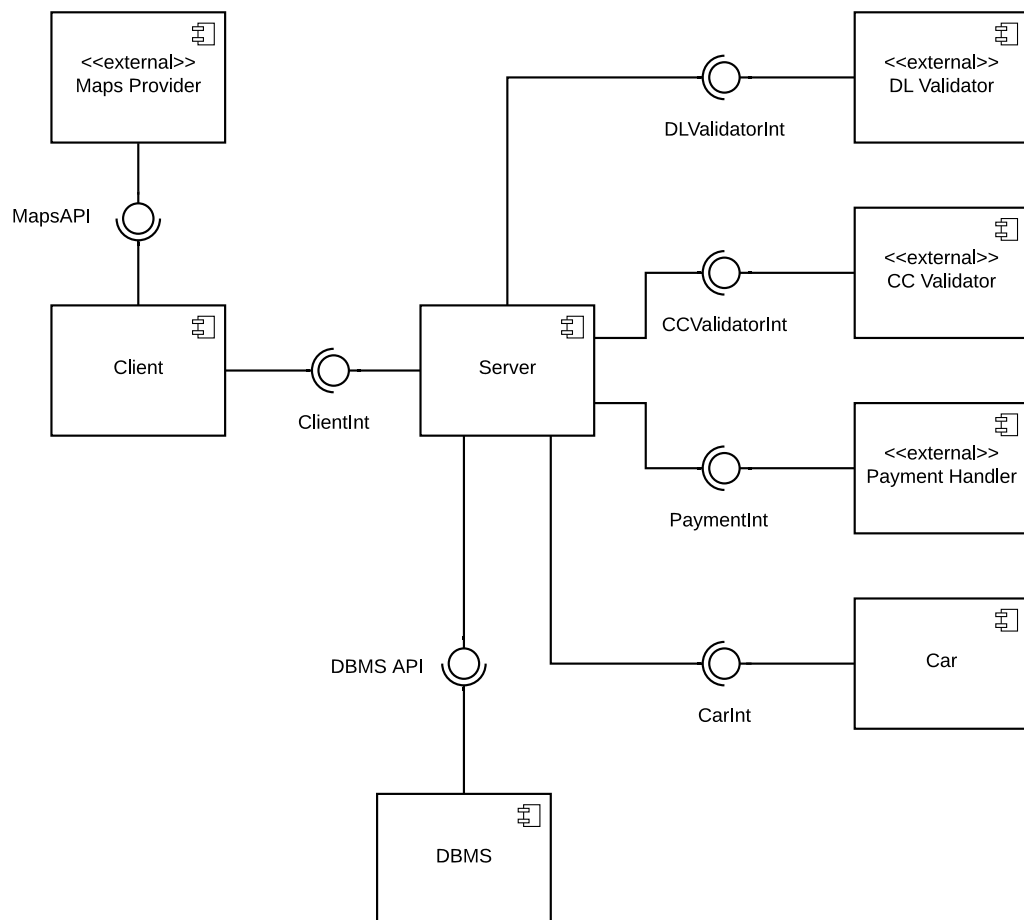 <<external>>
Maps Provider
<<external>>
DL Validator
DLValidatorInt
MapsAPI
<<external>>
CC Validator
CCValidatorInt
Client
Server
ClientInt
<<external>>
Payment Handler
PaymentInt
DBMS API
Car
CarInt
DBMS